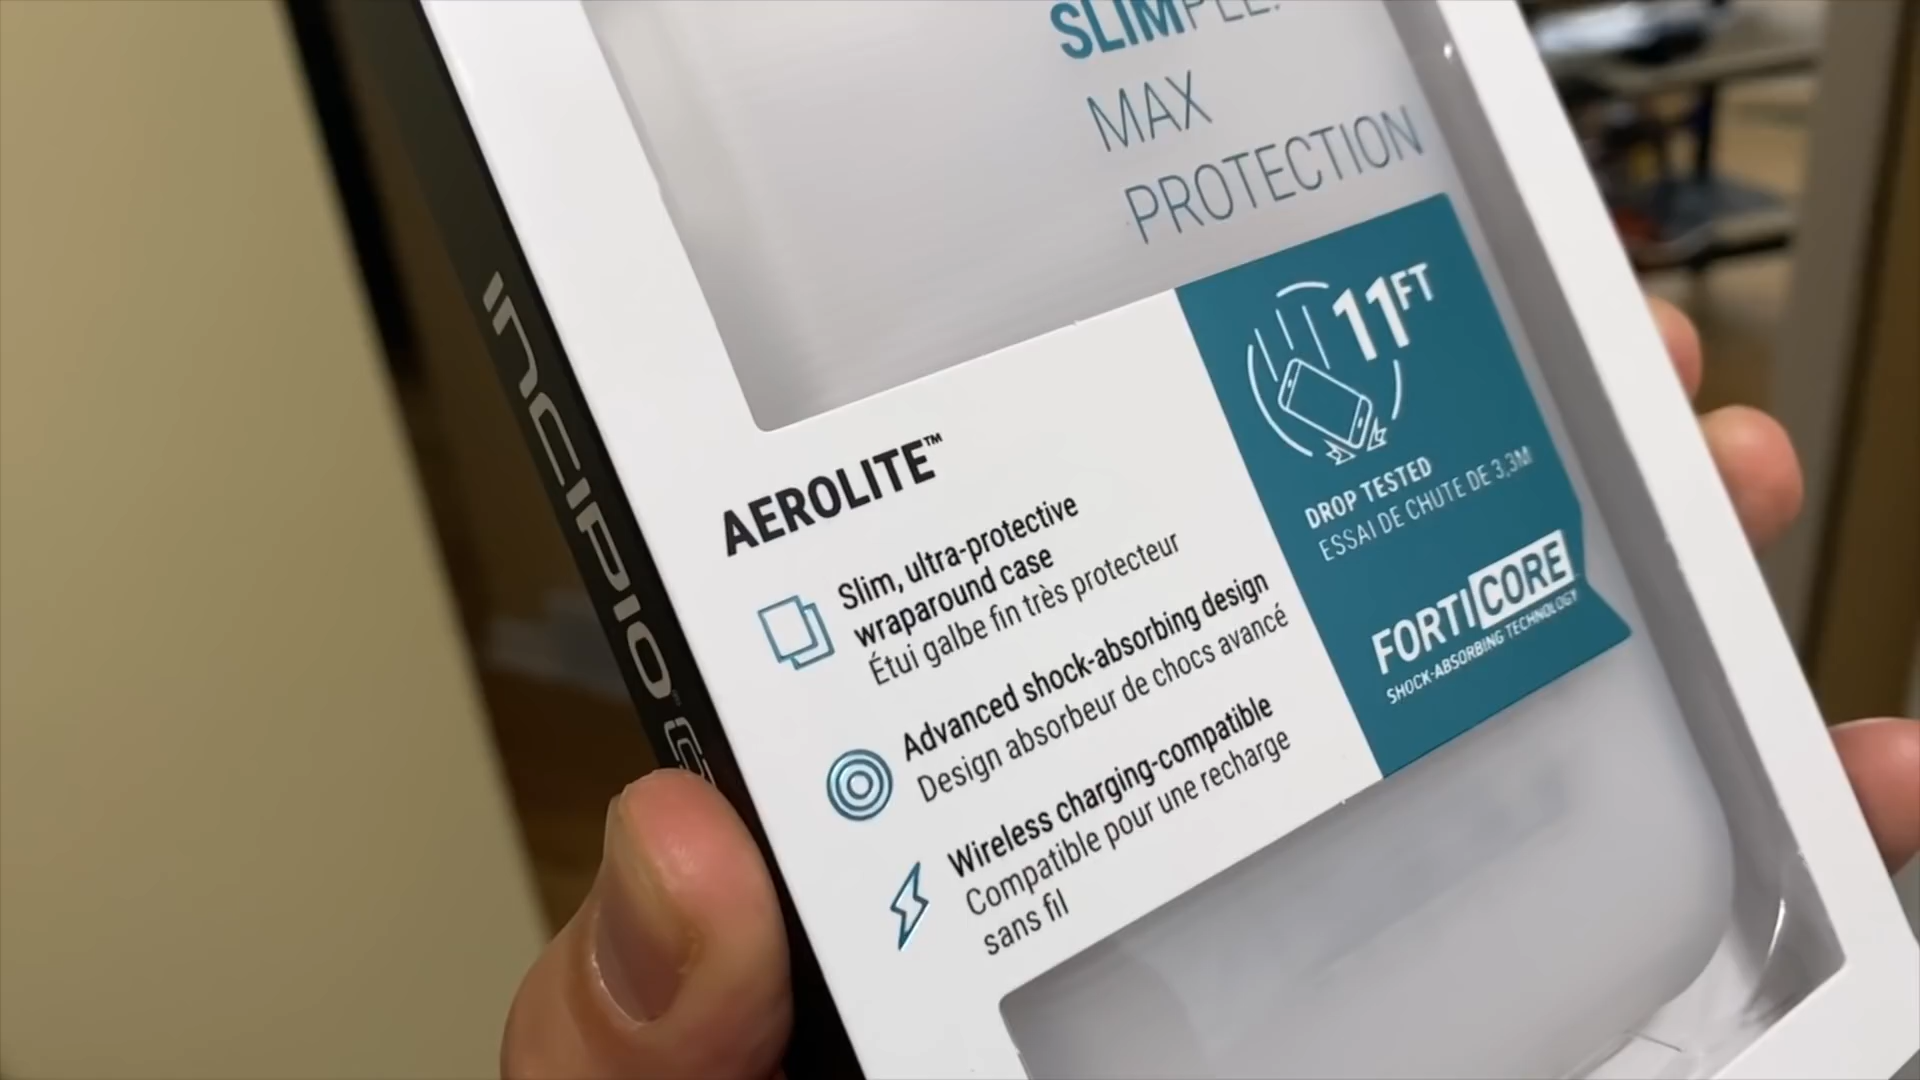 SLIMPLE.
MAX
PROTECTION
11FT
DROP TESTED
ESSAI DE CHUTE DE 3,3M
FORTICORE
SHOCK-ABSORBING TECHNOLOGY
AEROLITE™
Slim, ultra-protective
wraparound case
Étui galbe fin très protecteur
Advanced shock-absorbing design
Design absorbeur de chocs avancé
Wireless charging-compatible
Compatible pour une recharge
sans fil
INCIPIO